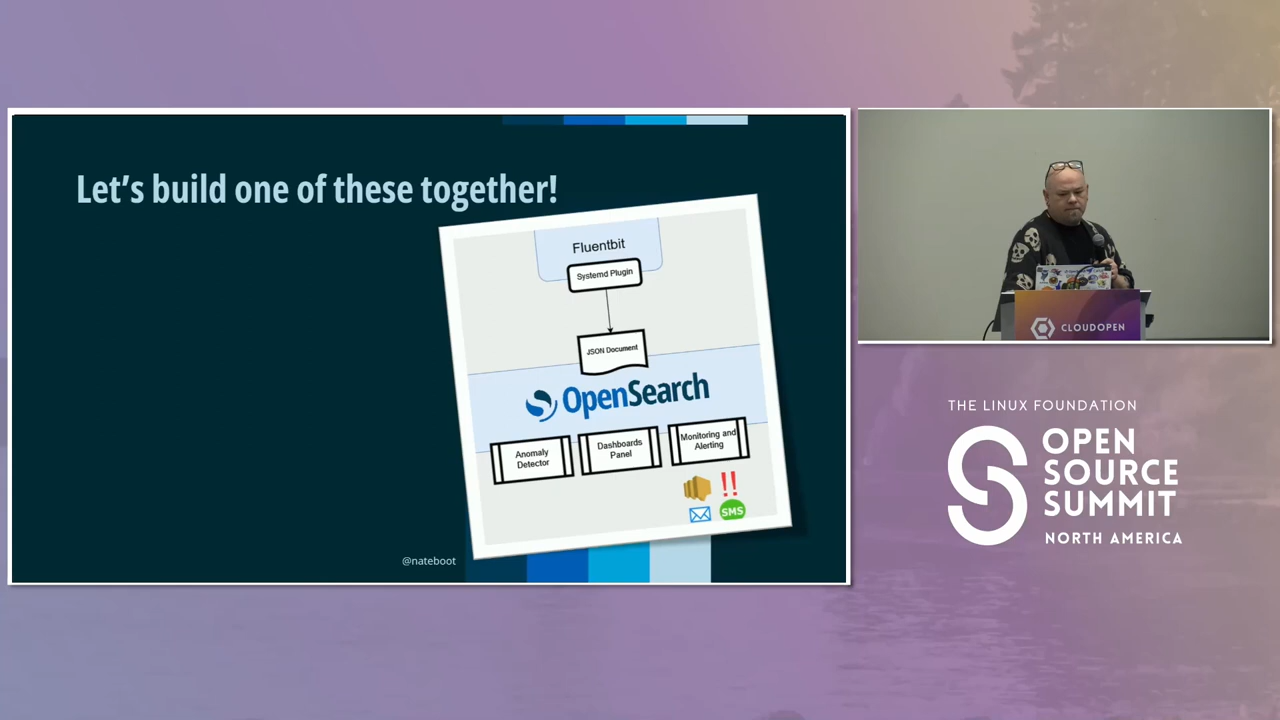 Let's build one of these together!
Fluentbit
Systemd Plugin
JSON Document
OpenSearch
Anomaly
Detector
Dashboards
Panel
Monitoring and
Alerting
SMS
@nateboot
CLOUDOPEN
THE LINUX FOUNDATION
OPEN
SOURCE
SUMMIT
NORTH AMERICA